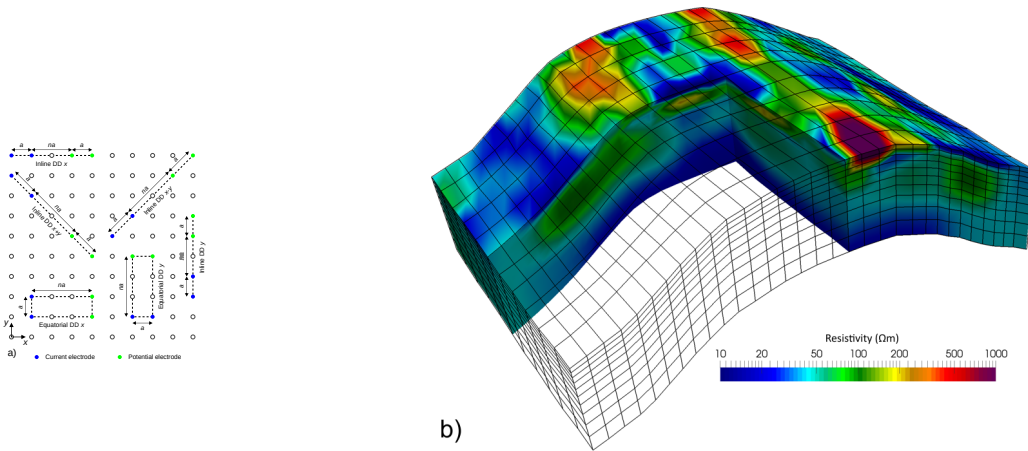 a na a
Inline DD x
a
na
a
Inline DD x+y
a
na
a
Inline DD x-y
a
na
a
Inline DD y
na
a
Equatorial DD x
na
a
Equatorial DD y
y
x
a)
Current electrode Potential electrode
Resistivity (Ωm)
10 20 50 100 200 500 1000
b)